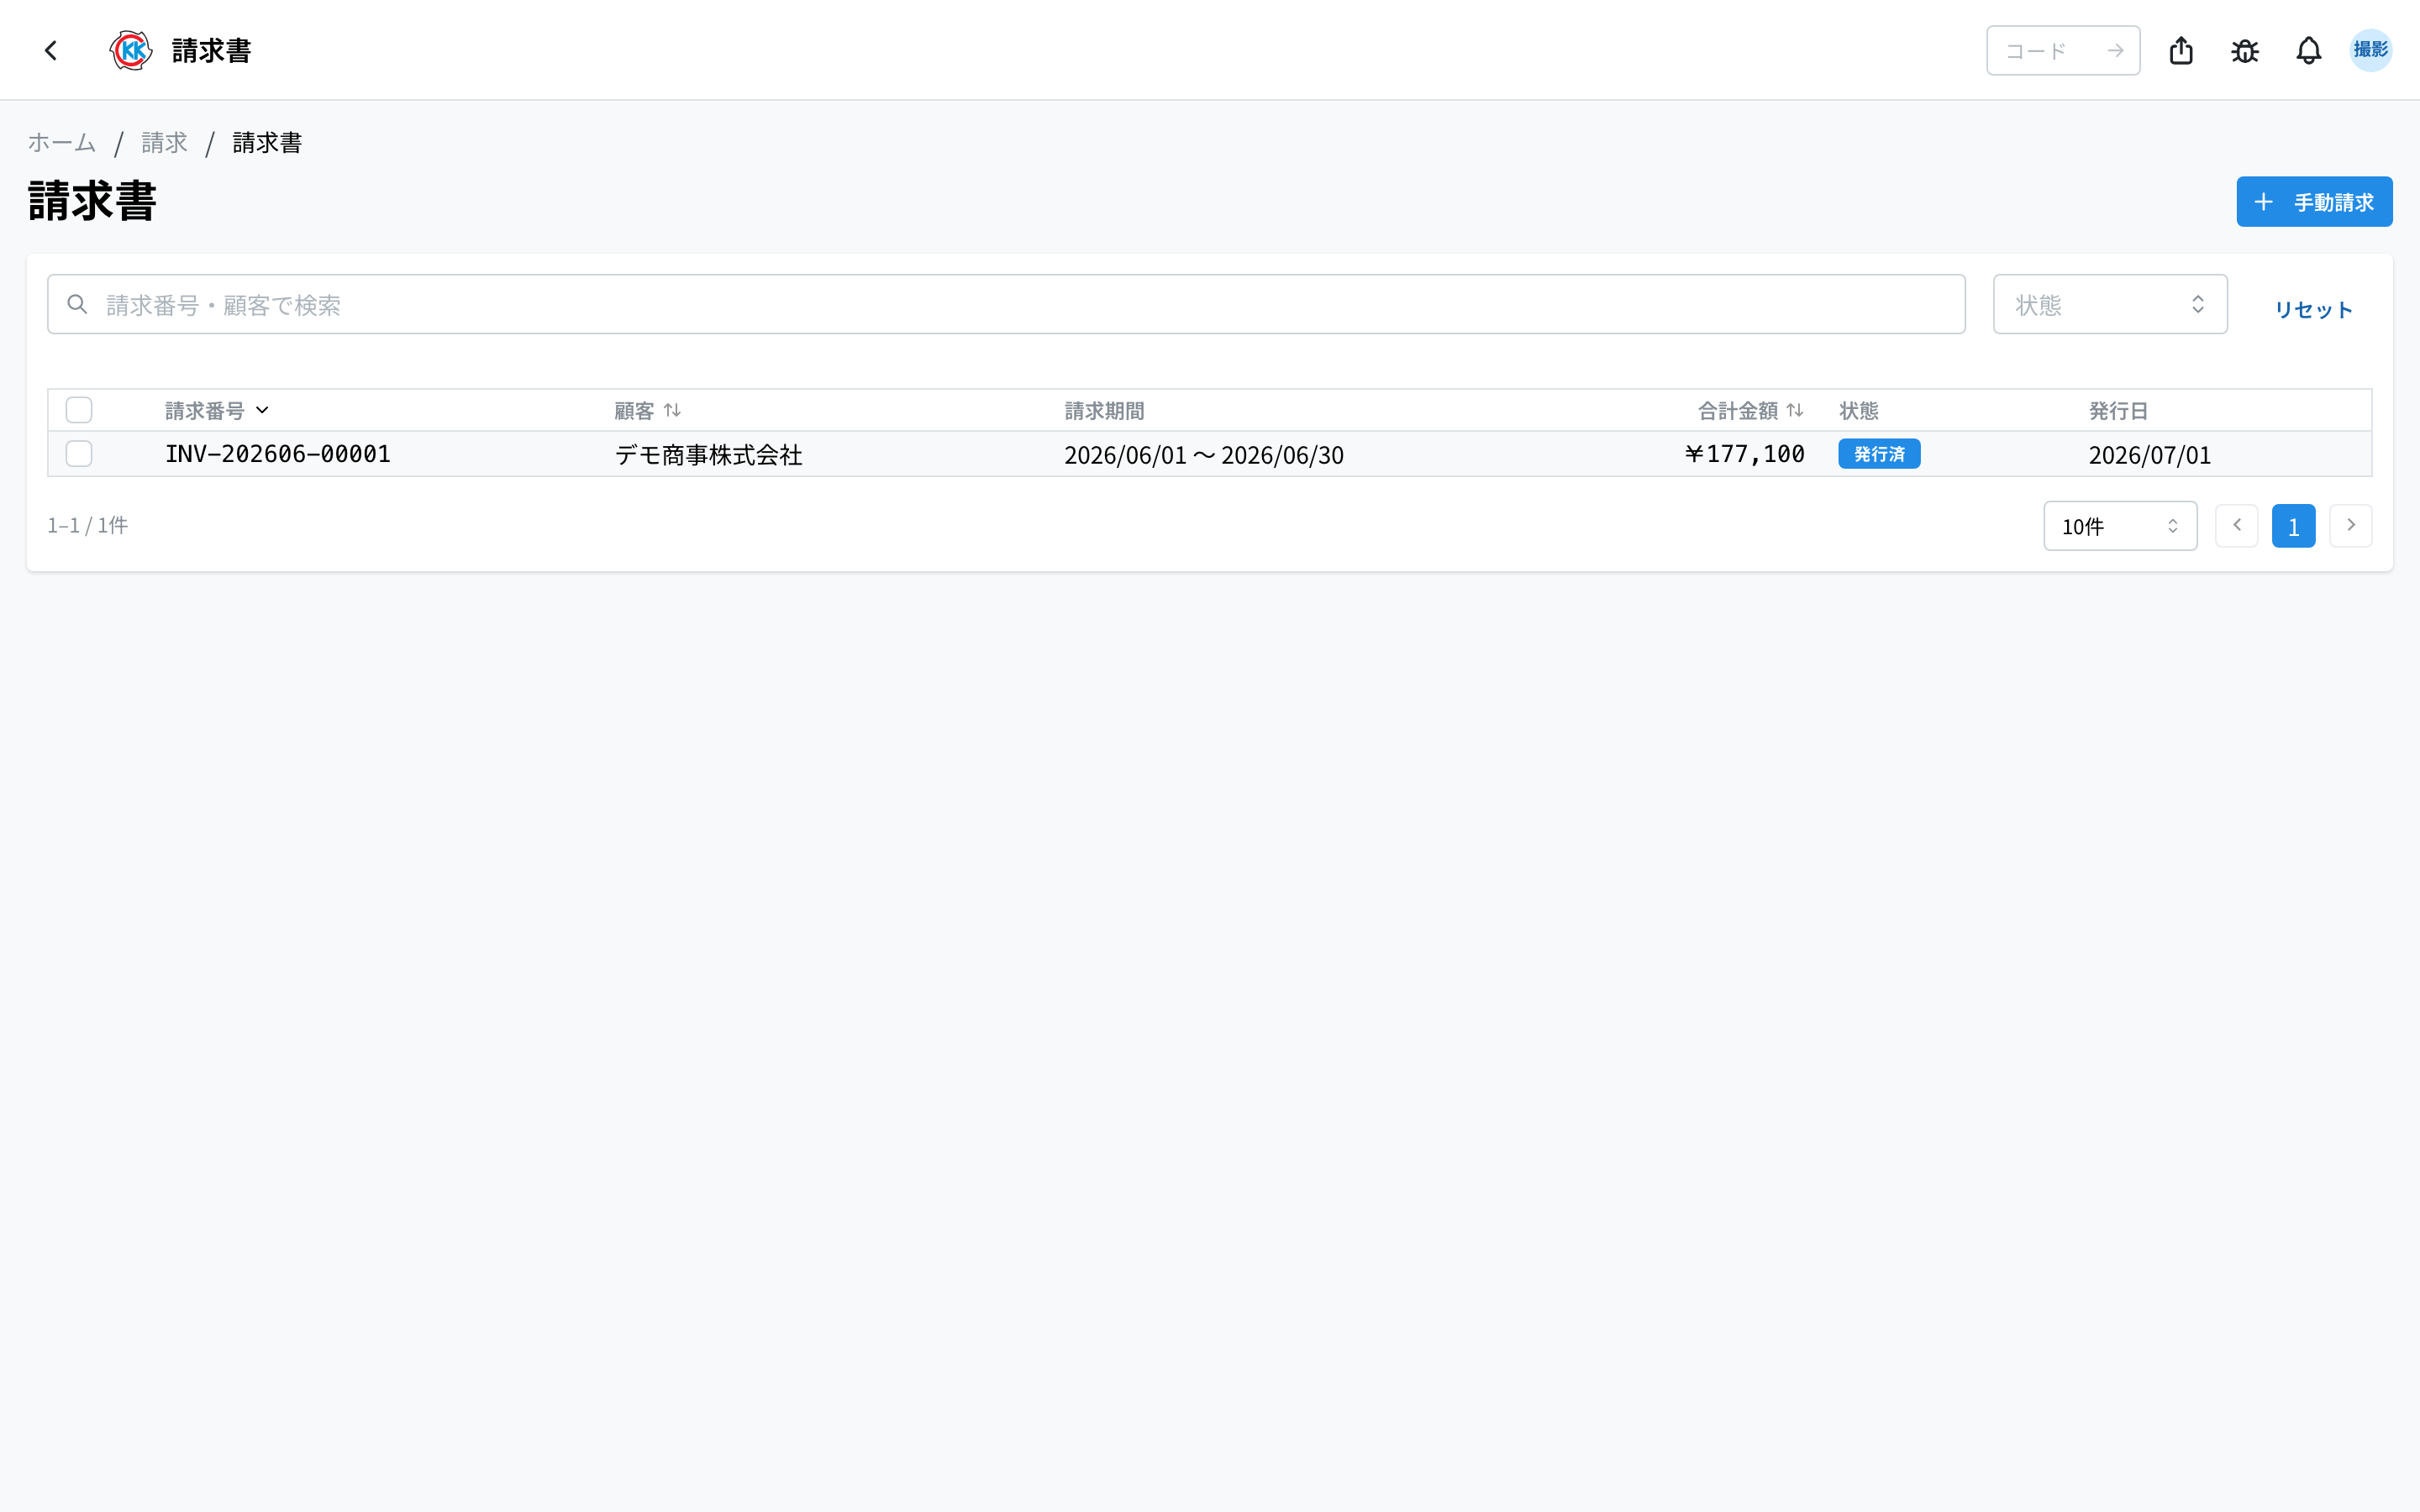 KK 請求書 コード 撮影
ホーム / 請求 / 請求書
請求書
手動請求
請求番号・顧客で検索 状態 リセット
請求番号 顧客 請求期間 合計金額 状態 発行日
INV-202606-00001 デモ商事株式会社 2026/06/01 〜 2026/06/30 ¥177,100 発行済 2026/07/01
1–1 / 1件 10件 1